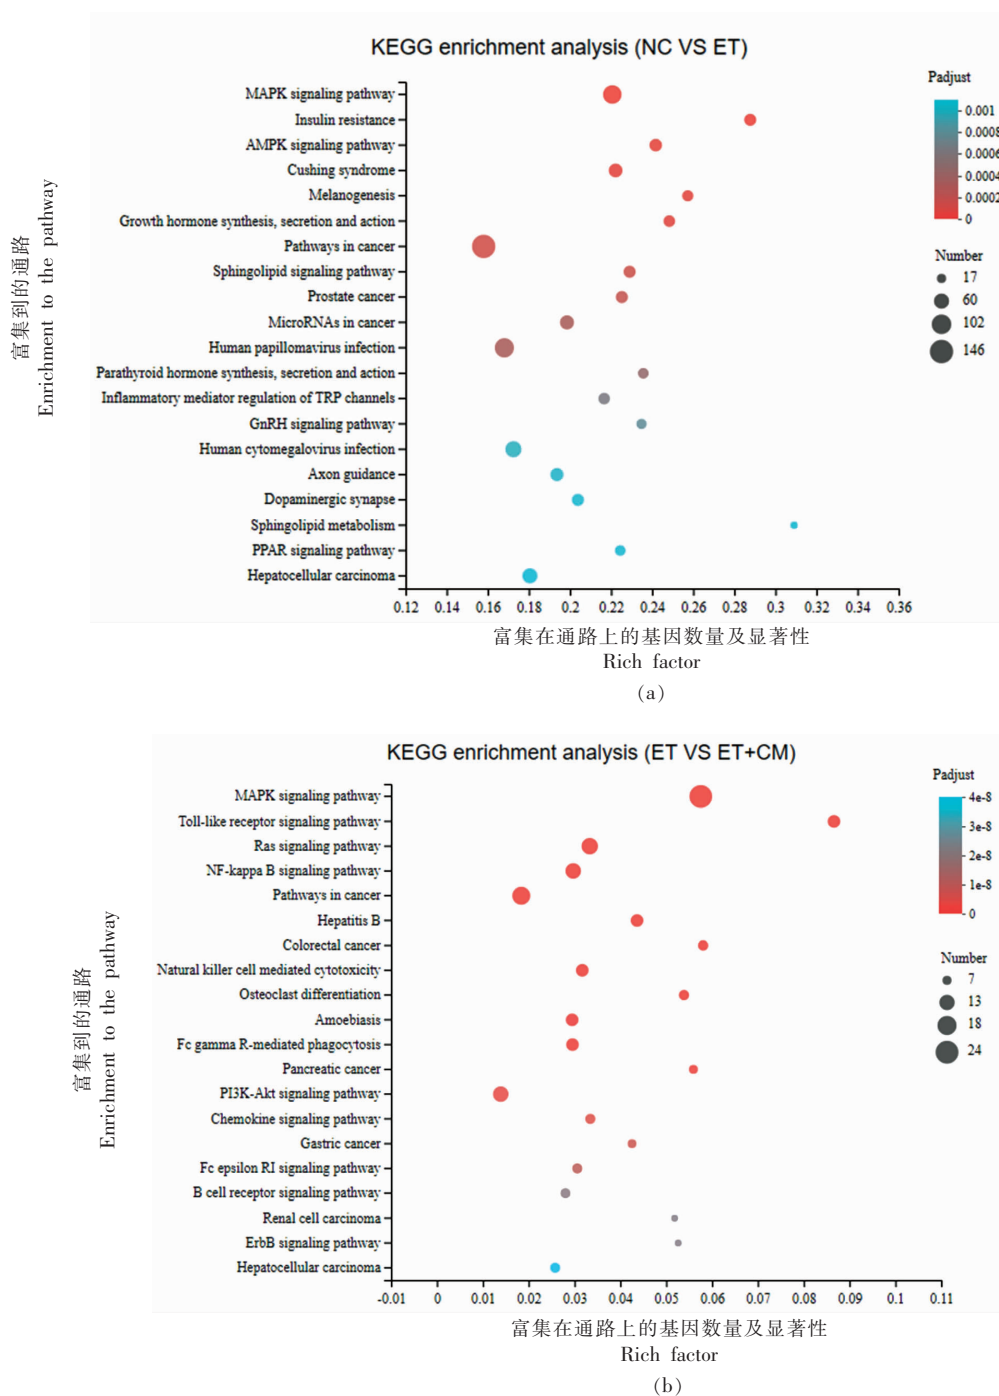 KEGG enrichment analysis (NC VS ET)
富集到的通路
Enrichment to the pathway
MAPK signaling pathway
Insulin resistance
AMPK signaling pathway
Cushing syndrome
Melanogenesis
Growth hormone synthesis, secretion and action
Pathways in cancer
Sphingolipid signaling pathway
Prostate cancer
MicroRNAs in cancer
Human papillomavirus infection
Parathyroid hormone synthesis, secretion and action
Inflammatory mediator regulation of TRP channels
GnRH signaling pathway
Human cytomegalovirus infection
Axon guidance
Dopaminergic synapse
Sphingolipid metabolism
PPAR signaling pathway
Hepatocellular carcinoma
0.12 0.14 0.16 0.18 0.2 0.22 0.24 0.26 0.28 0.3 0.32 0.34 0.36
富集在通路上的基因数量及显著性
Rich factor
(a)
Padjust
0.001
0.0008
0.0006
0.0004
0.0002
0
Number
17
60
102
146
KEGG enrichment analysis (ET VS ET+CM)
富集到的通路
Enrichment to the pathway
MAPK signaling pathway
Toll-like receptor signaling pathway
Ras signaling pathway
NF-kappa B signaling pathway
Pathways in cancer
Hepatitis B
Colorectal cancer
Natural killer cell mediated cytotoxicity
Osteoclast differentiation
Amoebiasis
Fc gamma R-mediated phagocytosis
Pancreatic cancer
PI3K-Akt signaling pathway
Chemokine signaling pathway
Gastric cancer
Fc epsilon RI signaling pathway
B cell receptor signaling pathway
Renal cell carcinoma
ErbB signaling pathway
Hepatocellular carcinoma
-0.01 0 0.01 0.02 0.03 0.04 0.05 0.06 0.07 0.08 0.09 0.1 0.11
富集在通路上的基因数量及显著性
Rich factor
(b)
Padjust
4e-8
3e-8
2e-8
1e-8
0
Number
7
13
18
24